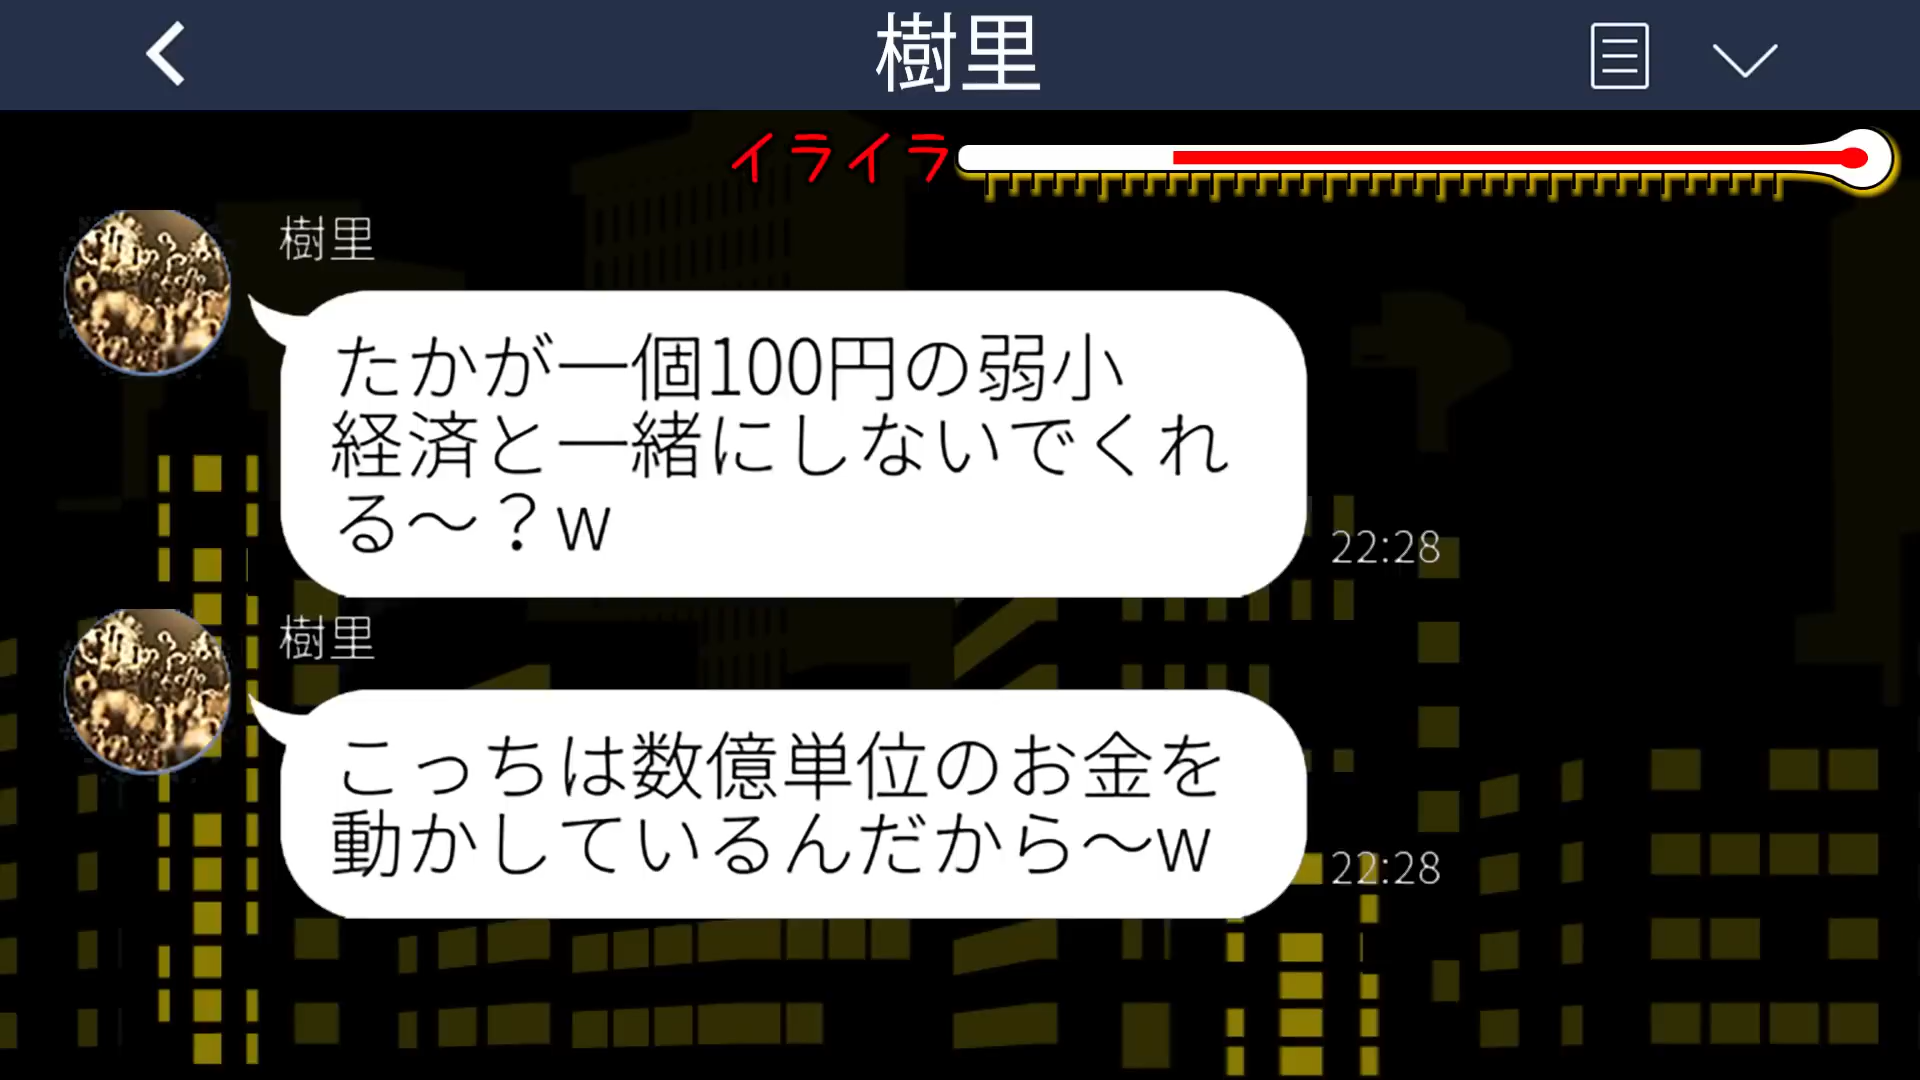 樹里
イライラ
樹里
たかが一個100円の弱小
経済と一緒にしないでくれ
る～？w
22:28
樹里
こっちは数億単位のお金を
動かしているんだから～w
22:28